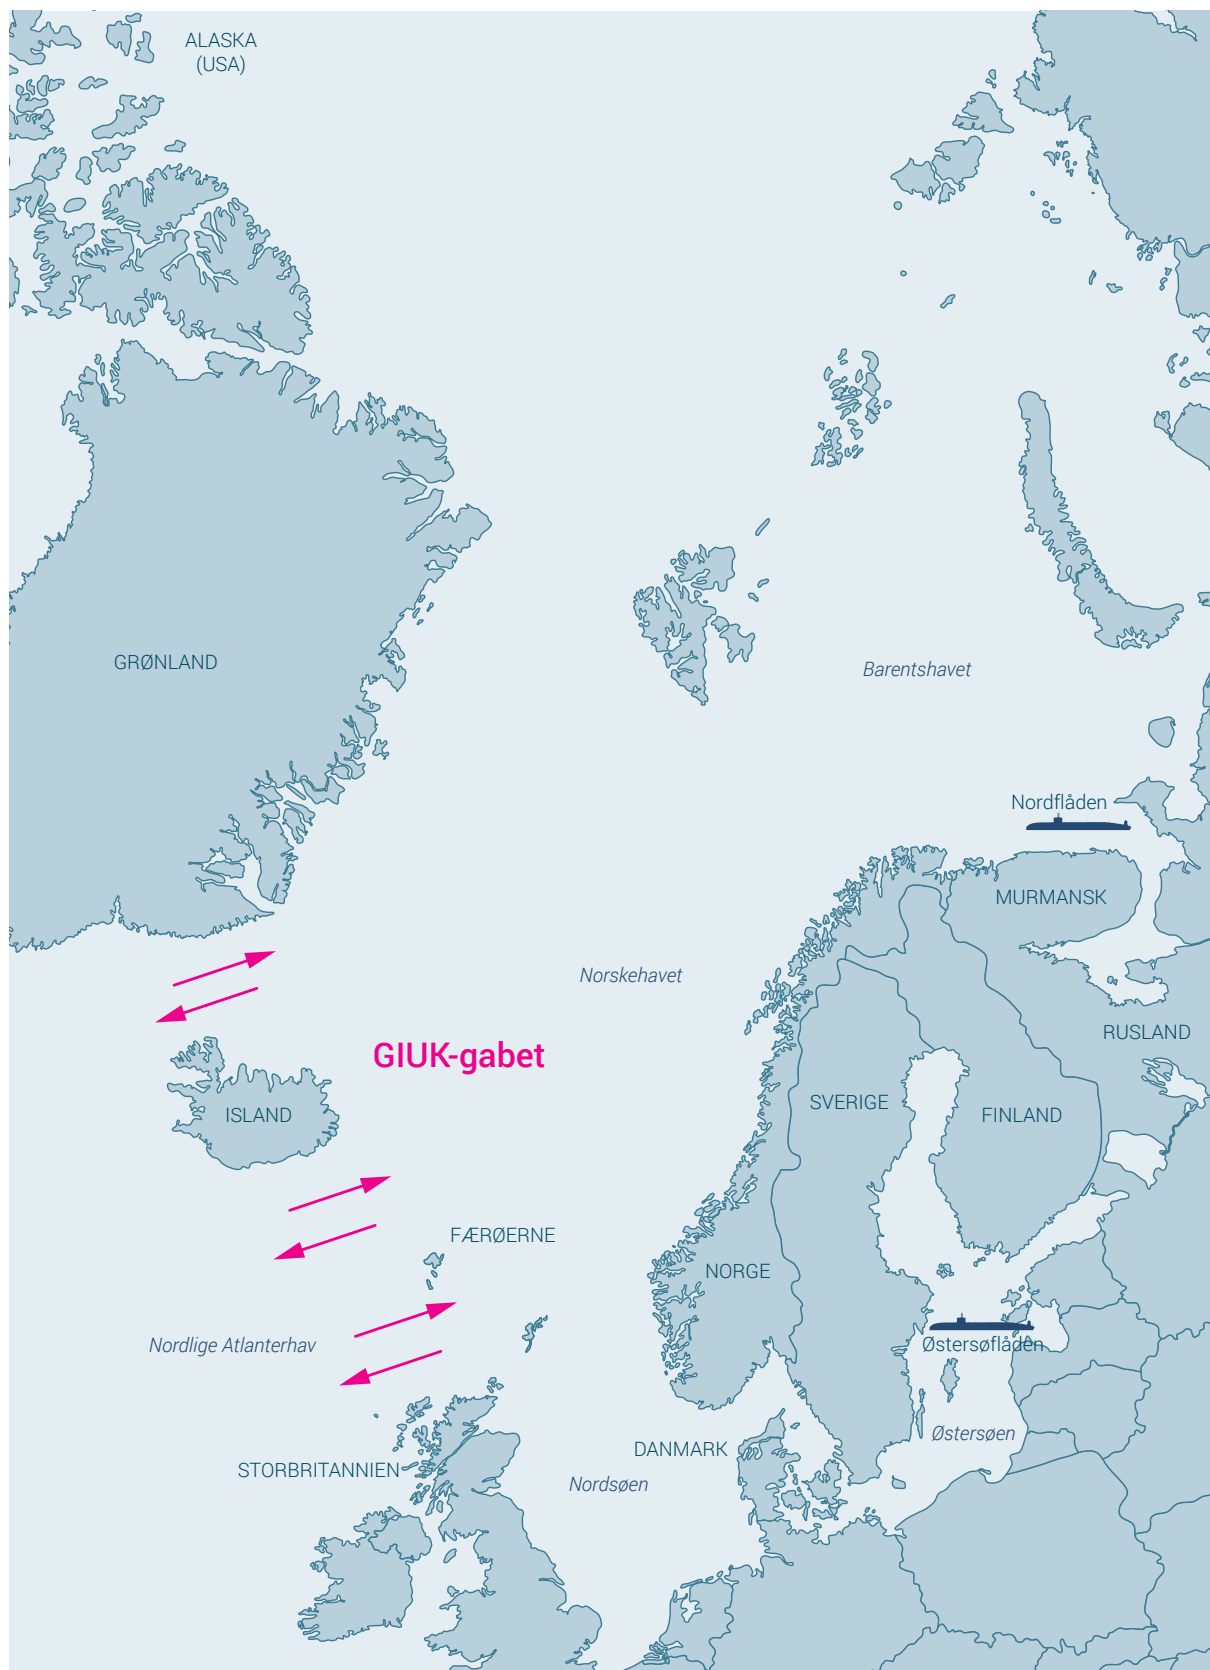 ALASKA
(USA)
GRØNLAND
Barentshavet
Nordflåden
MURMANSK
Norskehavet
RUSLAND
GIUK-gabet
ISLAND
SVERIGE
FINLAND
FÆRØERNE
NORGE
Nordlige Atlanterhav
Østersøflåden
Østersøen
DANMARK
STORBRITANNIEN
Nordsøen